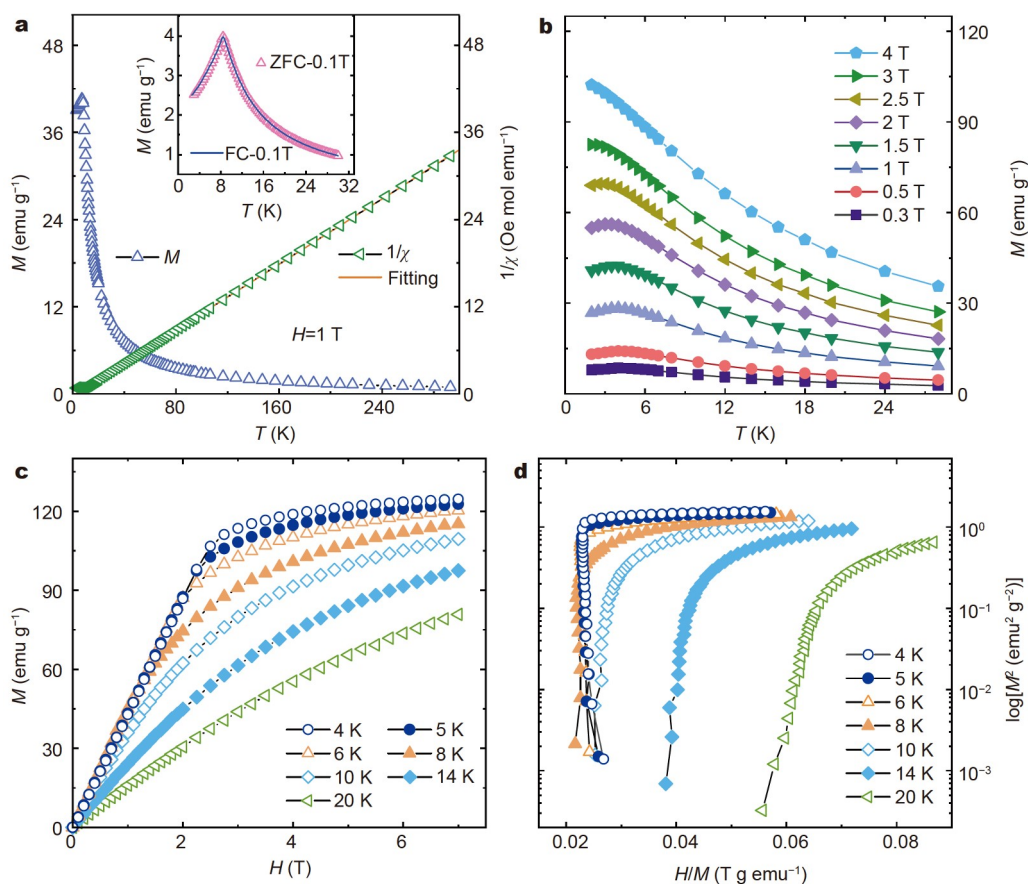 a
M (emu g⁻¹)
48
36
24
12
0
0
80
160
240
T (K)
M
1/χ
Fitting
H=1 T
48
36
24
12
0
1/χ (Oe mol emu⁻¹)
M (emu g⁻¹)
4
3
2
1
0
8
16
24
30
T (K)
ZFC-0.1T
FC-0.1T
b
4 T
3 T
2.5 T
2 T
1.5 T
1 T
0.5 T
0.3 T
120
90
60
30
0
M (emu g⁻¹)
0
6
12
18
24
T (K)
c
M (emu g⁻¹)
120
90
60
30
0
0
2
4
6
H (T)
4 K
5 K
6 K
8 K
10 K
14 K
20 K
d
10⁰
10⁻¹
10⁻²
10⁻³
log[M² (emu² g⁻²)]
4 K
5 K
6 K
8 K
10 K
14 K
20 K
0.02
0.04
0.06
0.08
H/M (T g emu⁻¹)